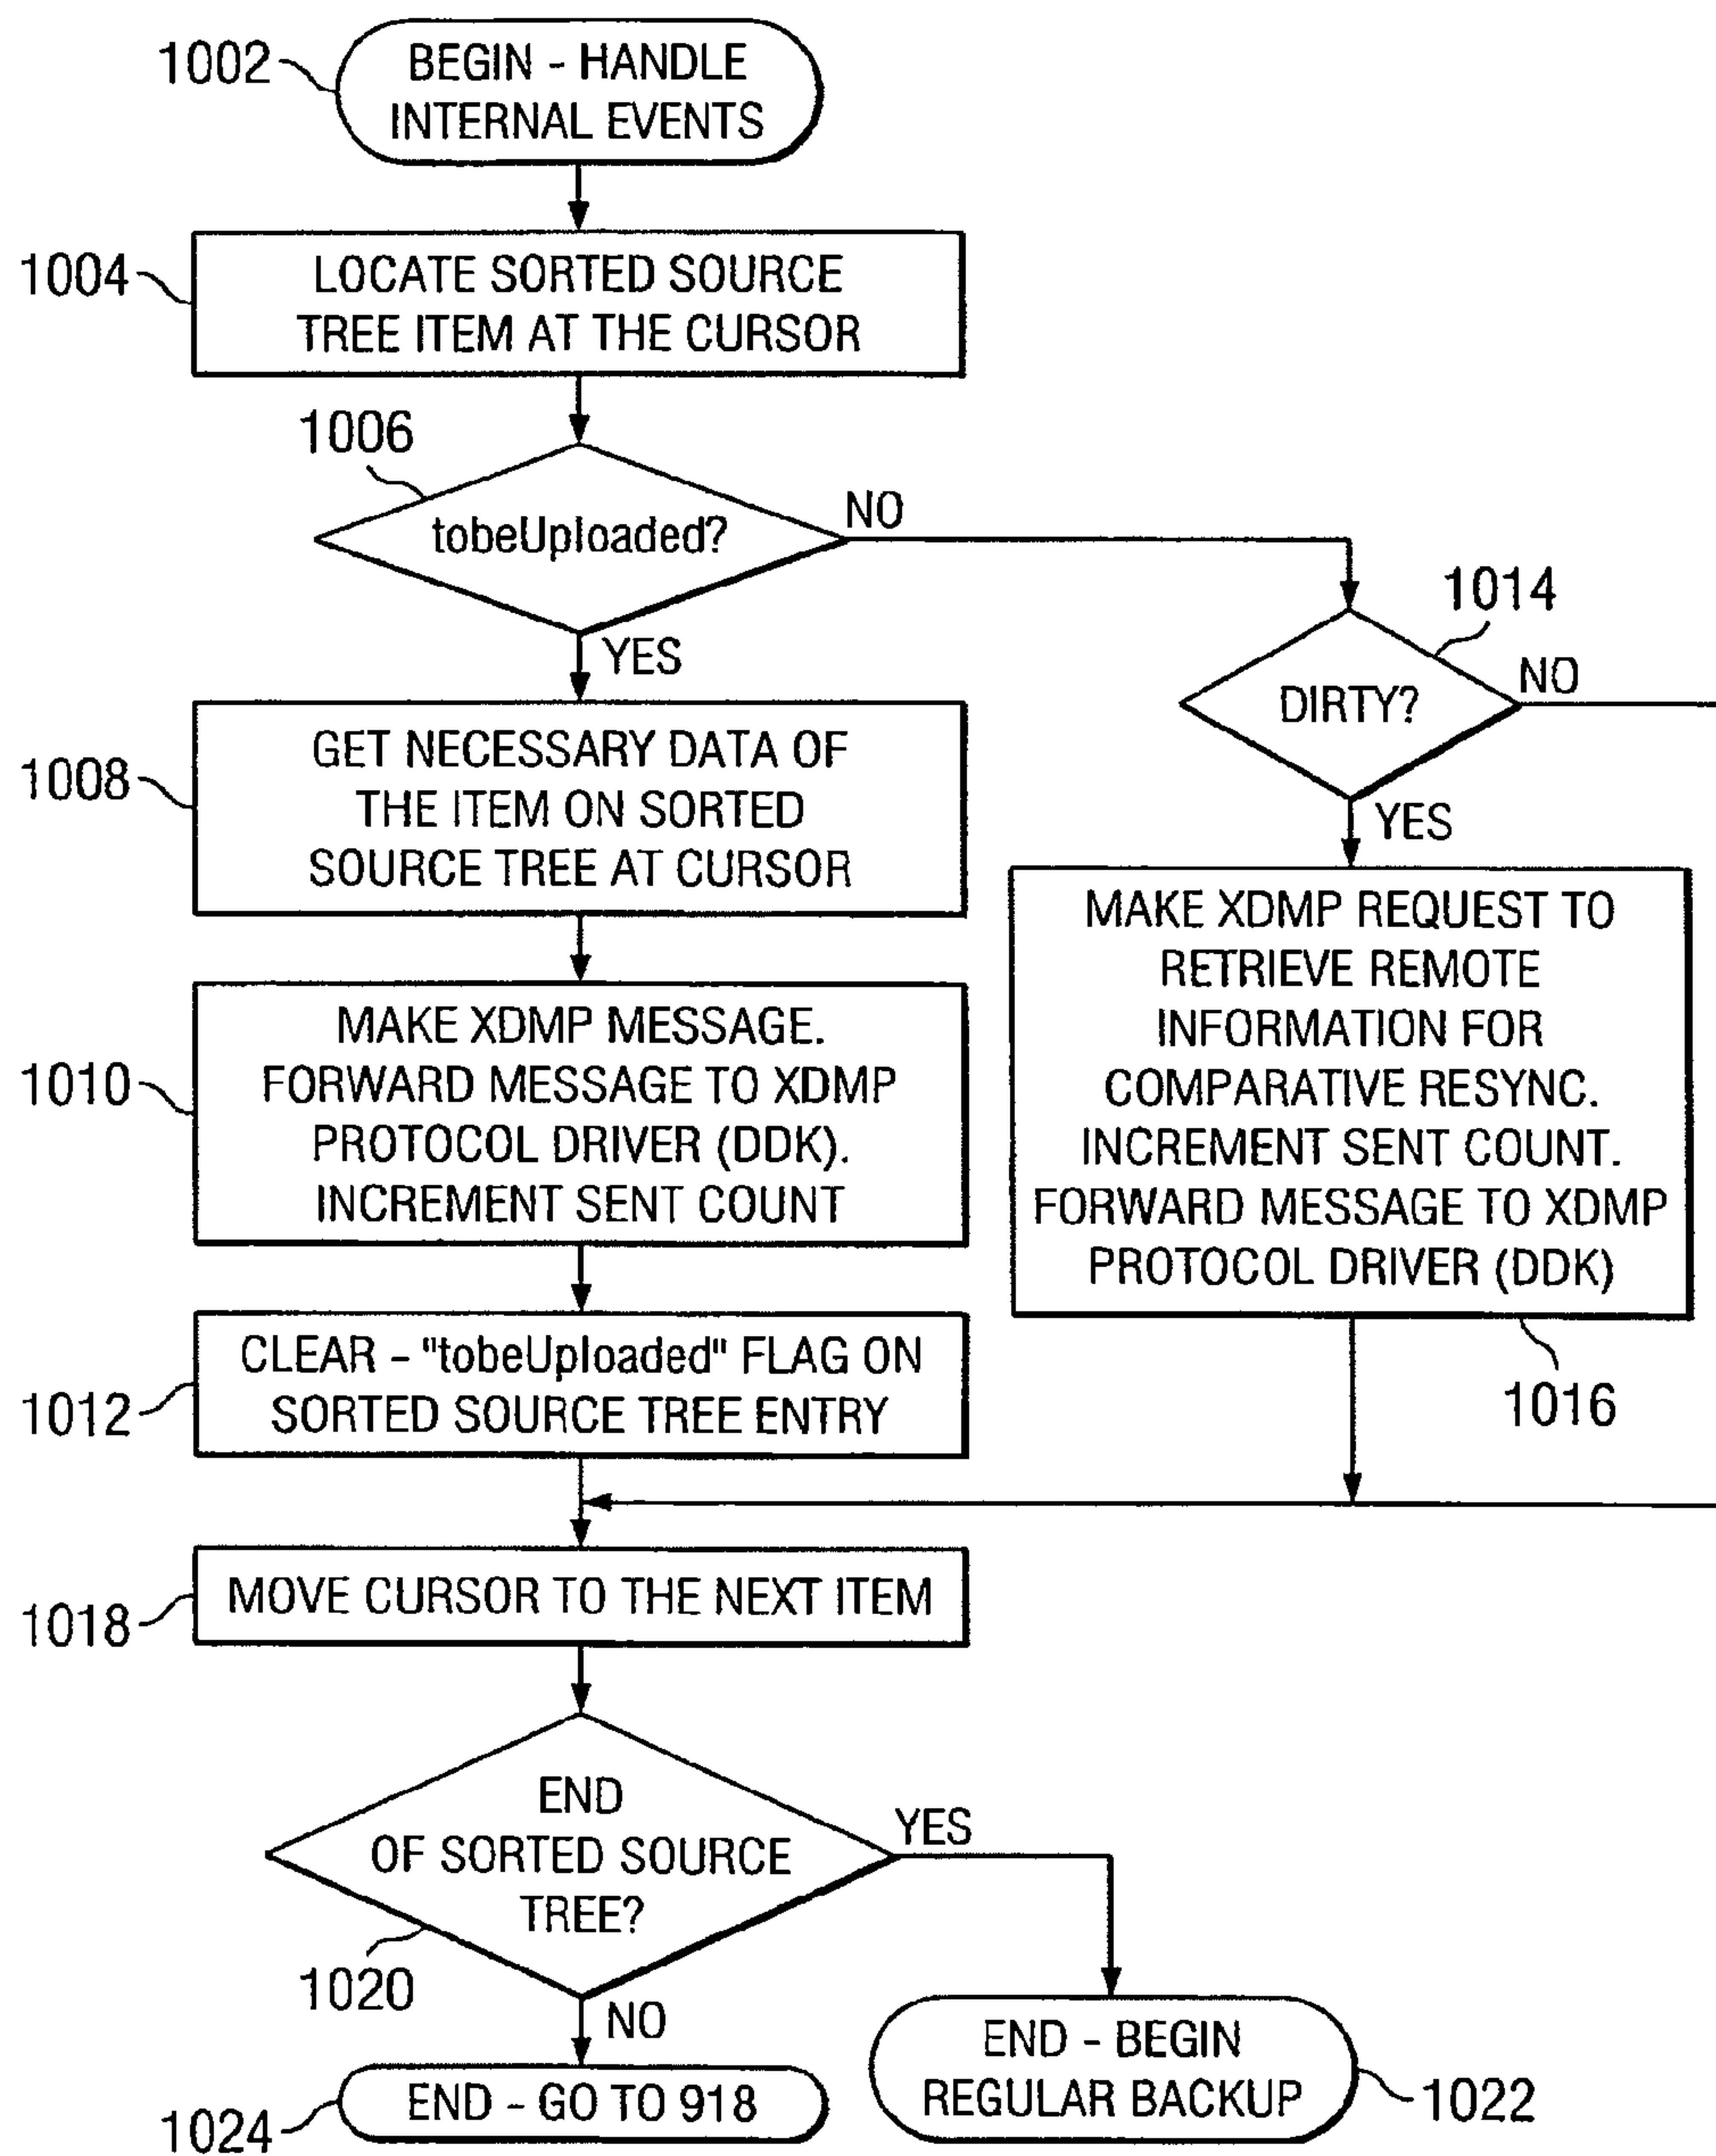 1002
BEGIN - HANDLE
INTERNAL EVENTS
1004
LOCATE SORTED SOURCE
TREE ITEM AT THE CURSOR
1006
tobeUploaded?
NO
YES
1014
DIRTY?
NO
YES
1008
GET NECESSARY DATA OF
THE ITEM ON SORTED
SOURCE TREE AT CURSOR
1010
MAKE XDMP MESSAGE.
FORWARD MESSAGE TO XDMP
PROTOCOL DRIVER (DDK).
INCREMENT SENT COUNT
MAKE XDMP REQUEST TO
RETRIEVE REMOTE
INFORMATION FOR
COMPARATIVE RESYNC.
INCREMENT SENT COUNT.
FORWARD MESSAGE TO XDMP
PROTOCOL DRIVER (DDK)
1016
1012
CLEAR - "tobeUploaded" FLAG ON
SORTED SOURCE TREE ENTRY
1018
MOVE CURSOR TO THE NEXT ITEM
END
OF SORTED SOURCE
TREE?
1020
YES
NO
END - BEGIN
REGULAR BACKUP
1022
END - GO TO 918
1024